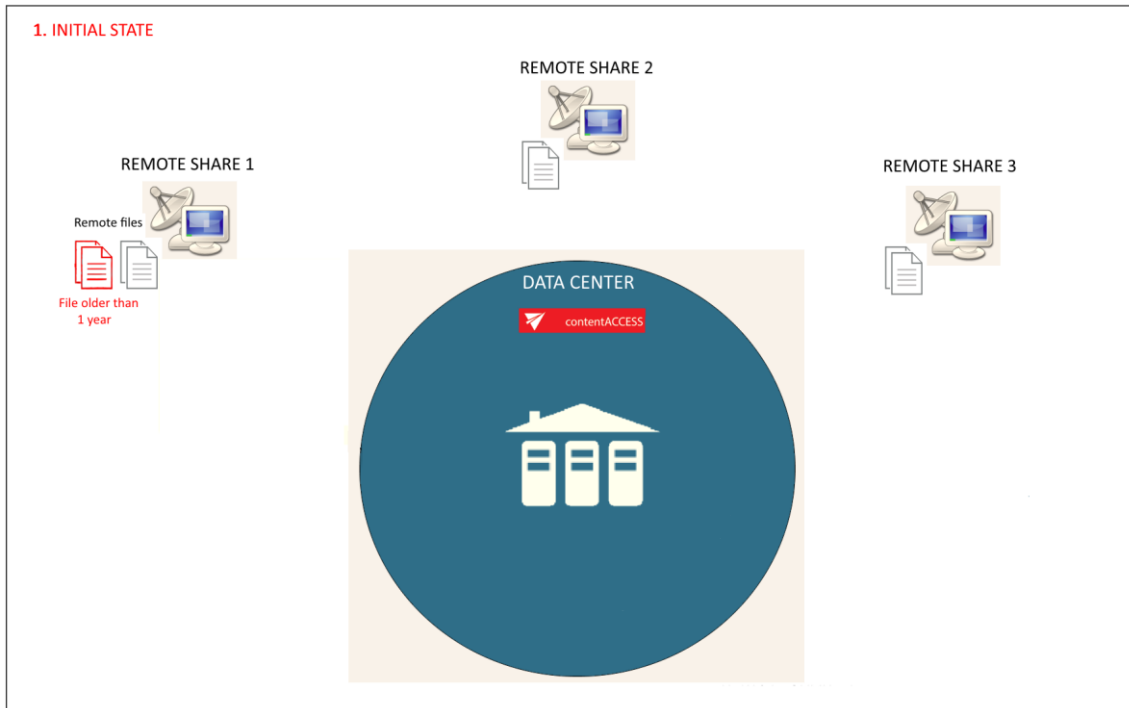 1. INITIAL STATE
REMOTE SHARE 2
REMOTE SHARE 1
REMOTE SHARE 3
Remote files
File older than
1 year
DATA CENTER
contentACCESS